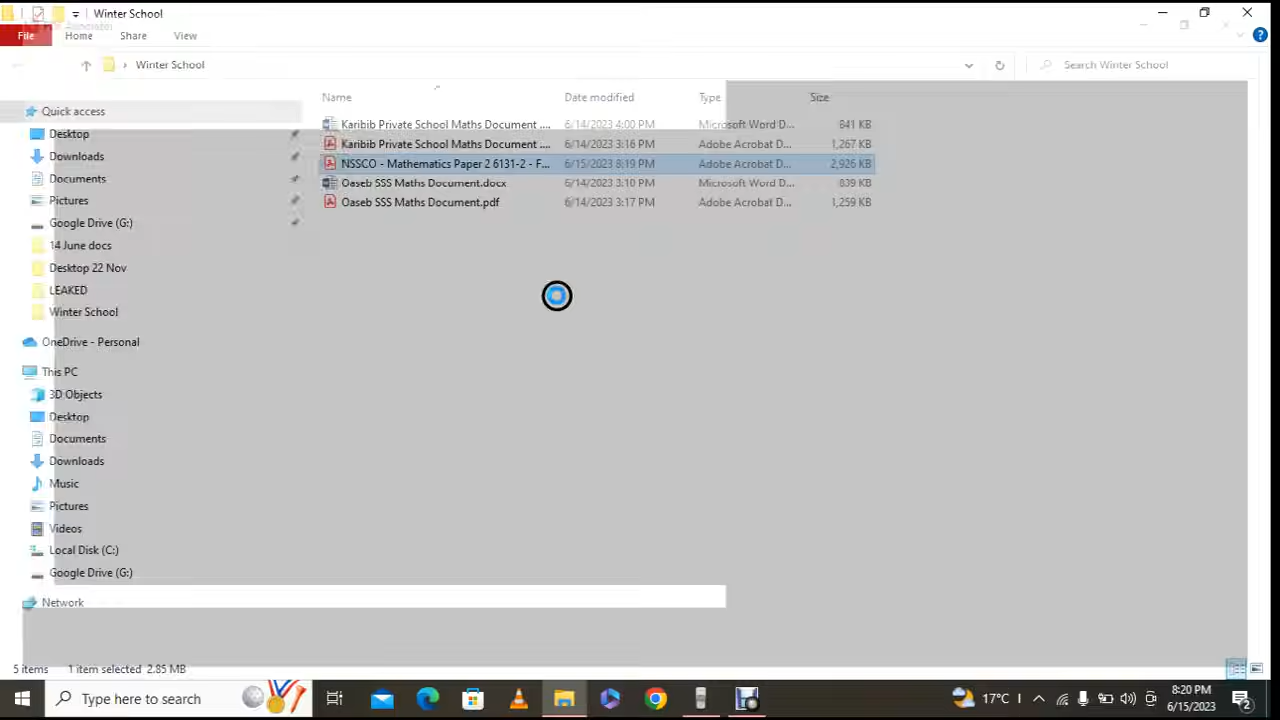 Winter School
File Home Share View
Winter School
Search Winter School
Name Date modified Type Size
Quick access
Desktop
Downloads
Documents
Pictures
Google Drive (G:)
14 June docs
Desktop 22 Nov
LEAKED
Winter School
OneDrive - Personal
This PC
3D Objects
Desktop
Documents
Downloads
Music
Pictures
Videos
Local Disk (C:)
Google Drive (G:)
Network
Karibib Private School Maths Document .... 6/14/2023 4:00 PM Microsoft Word D... 841 KB
Karibib Private School Maths Document .... 6/14/2023 3:18 PM Adobe Acrobat D... 1,267 KB
NSSCO - Mathematics Paper 2 6131-2 - F... 6/15/2023 8:19 PM Adobe Acrobat D... 2,926 KB
Oaseb SSS Maths Document.docx 6/14/2023 3:10 PM Microsoft Word D... 839 KB
Oaseb SSS Maths Document.pdf 6/14/2023 3:17 PM Adobe Acrobat D... 1,259 KB
5 items 1 item selected 2.85 MB
Type here to search
17°C
8:20 PM
6/15/2023
2